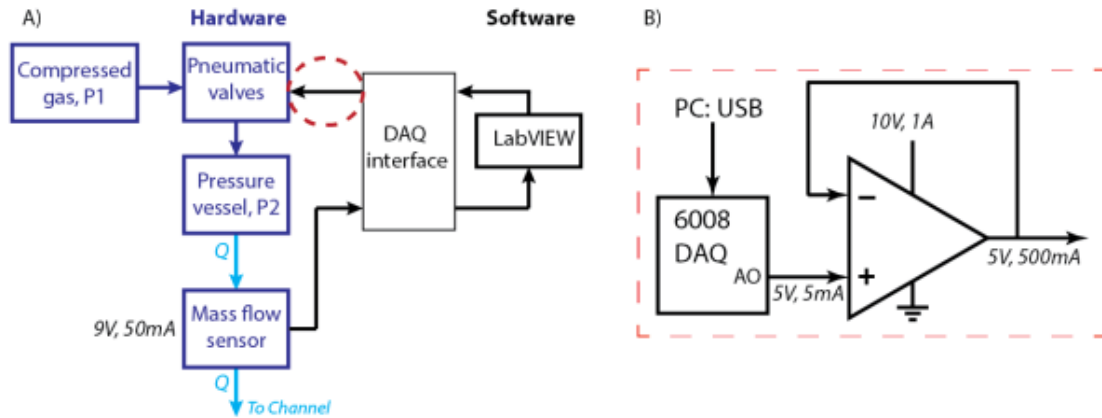 A)
Hardware
Software
Compressed
gas, P1
Pneumatic
valves
DAQ
interface
LabVIEW
Pressure
vessel, P2
Q
9V, 50mA
Mass flow
sensor
Q
To Channel
B)
PC: USB
10V, 1A
6008
DAQ
AO
5V, 5mA
−
+
5V, 500mA